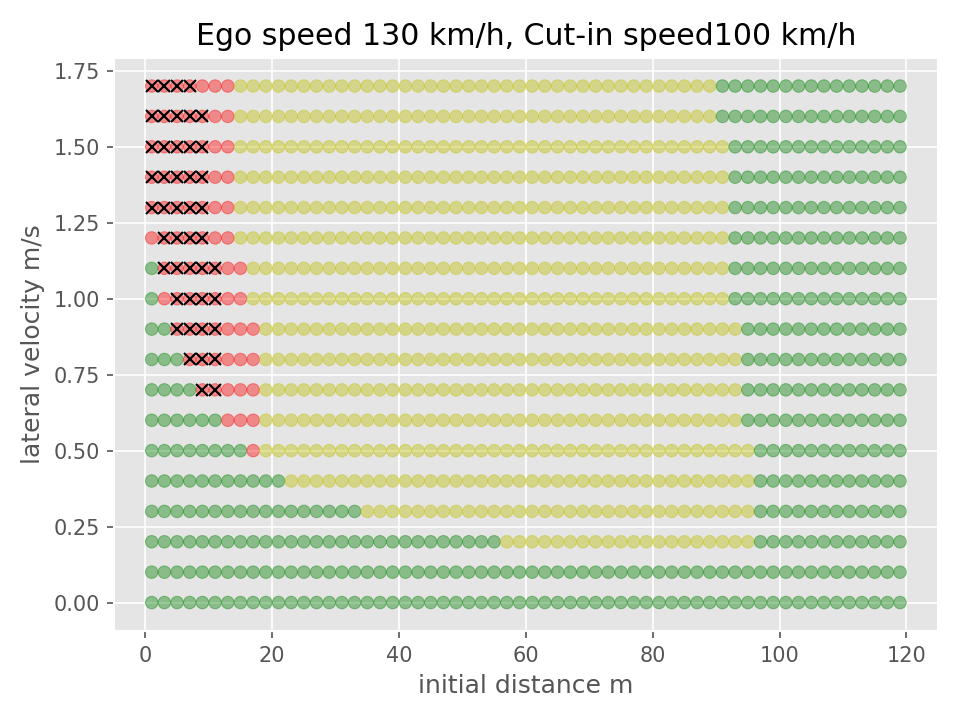 Ego speed 130 km/h, Cut-in speed100 km/h
1.75
1.50
1.25
1.00
0.75
0.50
0.25
0.00
lateral velocity m/s
0 20 40 60 80 100 120
initial distance m